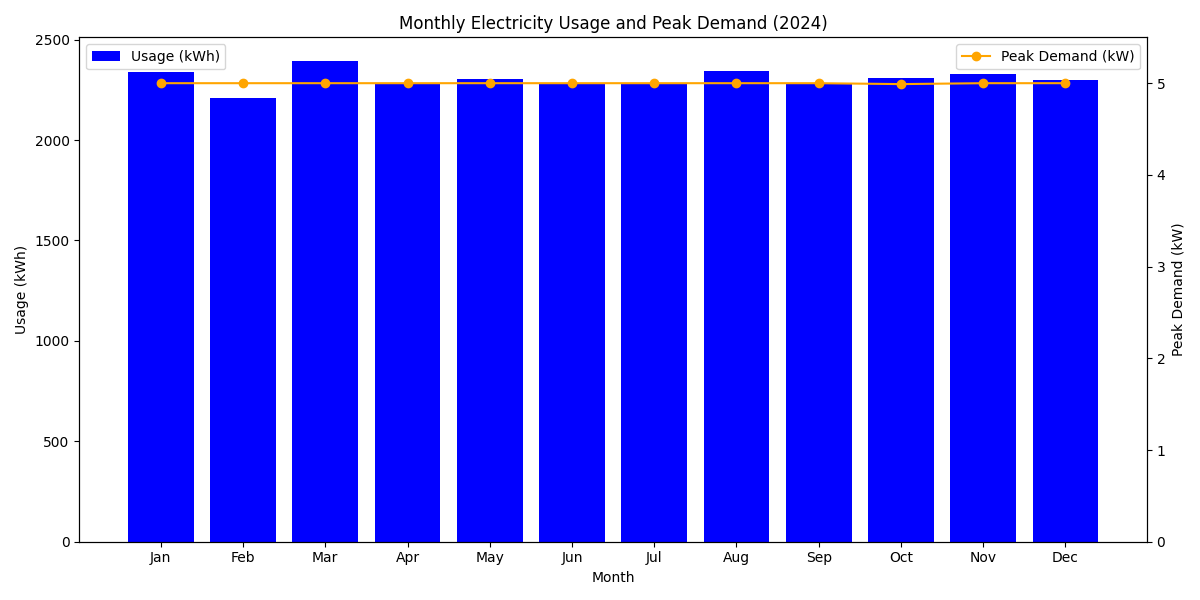 Monthly Electricity Usage and Peak Demand (2024)
Usage (kWh)
Peak Demand (kW)
2500
2000
1500
1000
500
0
Usage (kWh)
5
4
3
2
1
0
Peak Demand (kW)
Jan Feb Mar Apr May Jun Jul Aug Sep Oct Nov Dec
Month